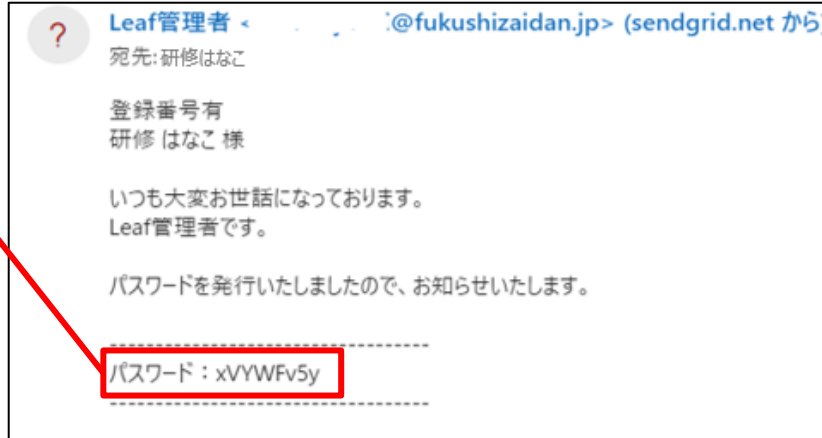 ?
Leaf管理者 < @fukushizaidan.jp> (sendgrid.net から
宛先: 研修はなこ
登録番号有
研修 はなこ 様
いつも大変お世話になっております。
Leaf管理者です。
パスワードを発行いたしましたので、お知らせいたします。
-----------------------------------
パスワード：xVYWFv5y
-----------------------------------